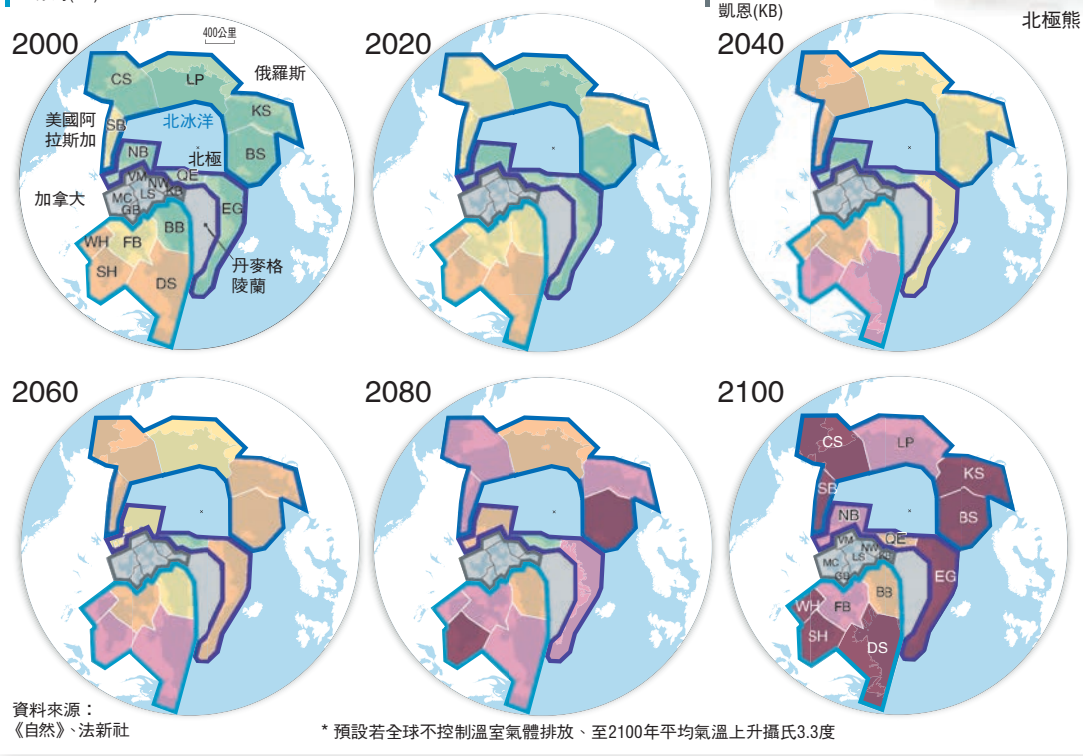 凱恩(KB)
北極熊
2000
400公里
CS
LP
俄羅斯
KS
美國阿
拉斯加
SB
北冰洋
NB
北極
BS
VM
NW
QE
加拿大
MC
LS
KB
GB
EG
BB
WH
FB
SH
DS
丹麥格
陵蘭
2020
2040
2060
2080
2100
CS
LP
KS
SB
NB
BS
VM
NW
QE
MC
LS
GB
EG
BB
WH
FB
SH
DS
資料來源：
《自然》、法新社
* 預設若全球不控制溫室氣體排放、至2100年平均氣溫上升攝氏3.3度